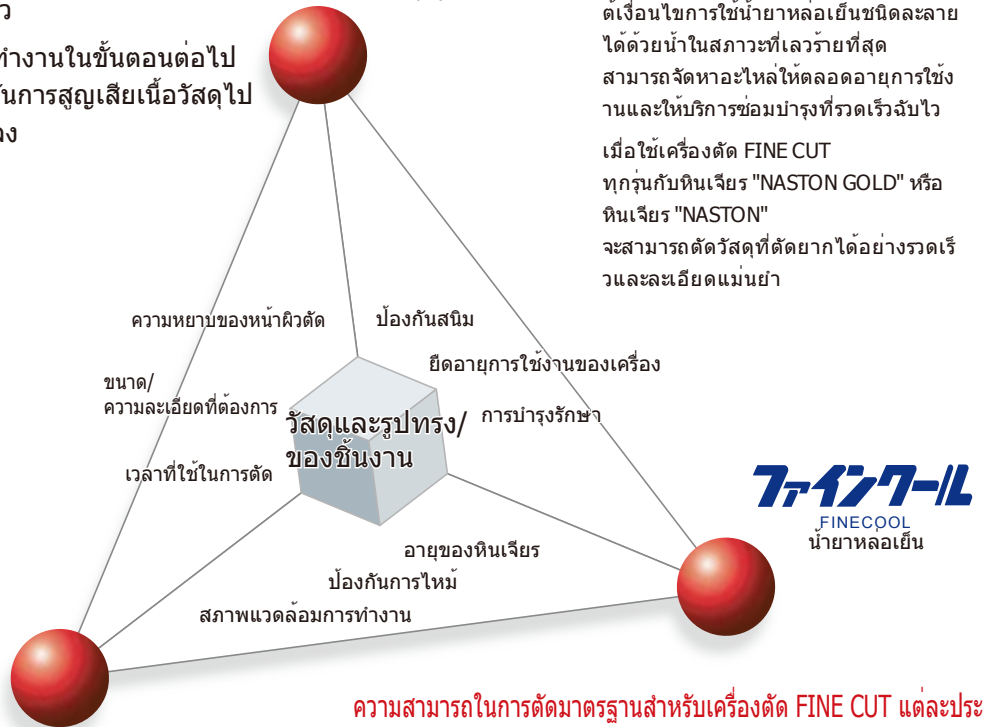 ทำงานในขั้นตอนต่อไป
ันการสูญเสียเนื้อวัสดุไป
ต้เงื่อนไขการใช้น้ำยาหล่อเย็นชนิดละลาย
ได้ด้วยน้ำในสภาวะที่เลวร้ายที่สุด
สามารถจัดหาอะไหล่ให้ตลอดอายุการใช้ง
านและให้บริการซ่อมบำรุงที่รวดเร็วฉับไว
เมื่อใช้เครื่องตัด FINE CUT
ทุกรุ่นกับหินเจียร "NASTON GOLD" หรือ
หินเจียร "NASTON"
จะสามารถตัดวัสดุที่ตัดยากได้อย่างรวดเร็
วและละเอียดแม่นยำ
ความหยาบของหน้าผิวตัด
ป้องกันสนิม
ยืดอายุการใช้งานของเครื่อง
ขนาด/
ความละเอียดที่ต้องการ
การบำรุงรักษา
วัสดุและรูปทรง/
ของชิ้นงาน
เวลาที่ใช้ในการตัด
ファインクール
FINECOOL
น้ำยาหล่อเย็น
อายุของหินเจียร
ป้องกันการไหม้
สภาพแวดล้อมการทำงาน
ความสามารถในการตัดมาตรฐานสำหรับเครื่องตัด FINE CUT แต่ละประ